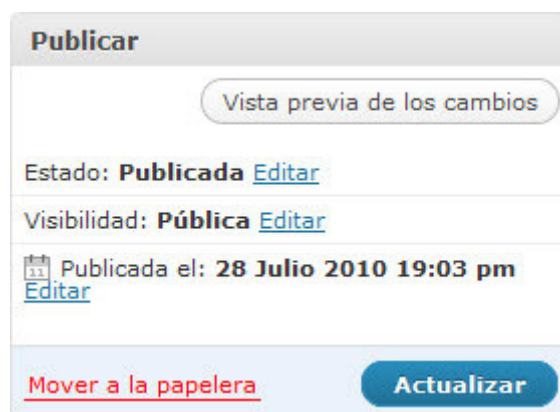 Publicar
Vista previa de los cambios
Estado: Publicada Editar
Visibilidad: Pública Editar
11 Publicada el: 28 Julio 2010 19:03 pm
Editar
Mover a la papelera Actualizar